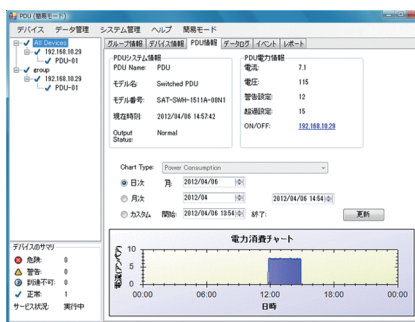 PDU (簡易モード)
デバイス データ管理 システム管理 ヘルプ 簡易モード
All Devices
192.168.10.29
PDU-01
group
192.168.10.29
PDU-01
グループ情報 デバイス情報 PDU情報 データログ イベント レポート
PDUシステム情報
PDU Name: PDU
モデル名: Switched PDU
モデル番号: SAT-SWH-1511A-08N1
現在時刻: 2012/04/06 14:57:42
Output Status: Normal
PDU電力情報
電流: 7.1
電圧: 115
警告設定: 12
超過設定: 15
ON/OFF: 192.168.10.29
Chart Type: Power Consumption
日次 月: 2012/04/06
月次 2012/04 2012/04/06 14:54
カスタム 開始: 2012/04/06 13:54 終了:
更新
デバイスのサマリ
危険: 0
警告: 0
到達不可: 0
正常: 1
サービス状況: 実行中
電力消費チャート
電流(アンペア)
10
5
0
00:00 06:00 12:00 18:00 00:00
日時